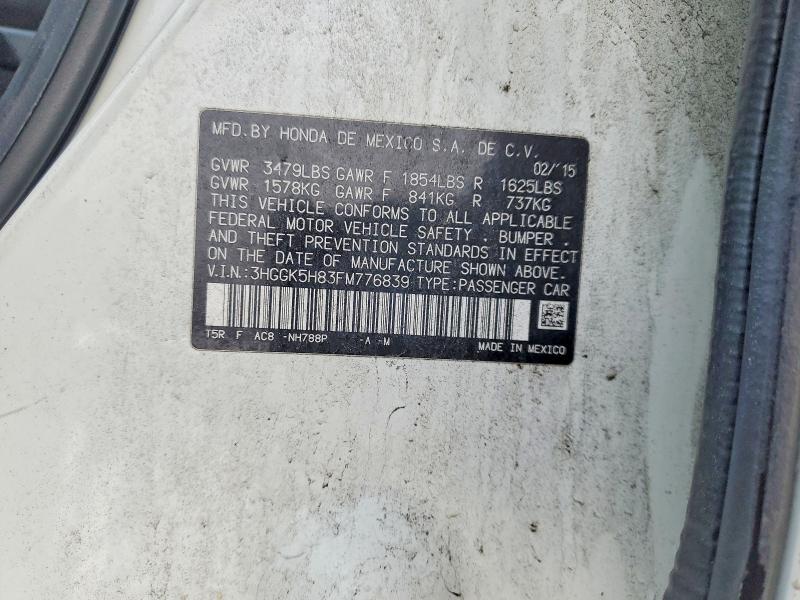 MFD. BY HONDA DE MEXICO S.A. DE C.V.
02/'15
GVWR 3479LBS GAWR F 1854LBS R 1625LBS
GVWR 1578KG GAWR F 841KG R 737KG
THIS VEHICLE CONFORMS TO ALL APPLICABLE
FEDERAL MOTOR VEHICLE SAFETY . BUMPER .
AND THEFT PREVENTION STANDARDS IN EFFECT
ON THE DATE OF MANUFACTURE SHOWN ABOVE.
V.I.N.:3HGGK5H83FM776839 TYPE:PASSENGER CAR
T5R F AC8 -NH788P -A -M
MADE IN MEXICO